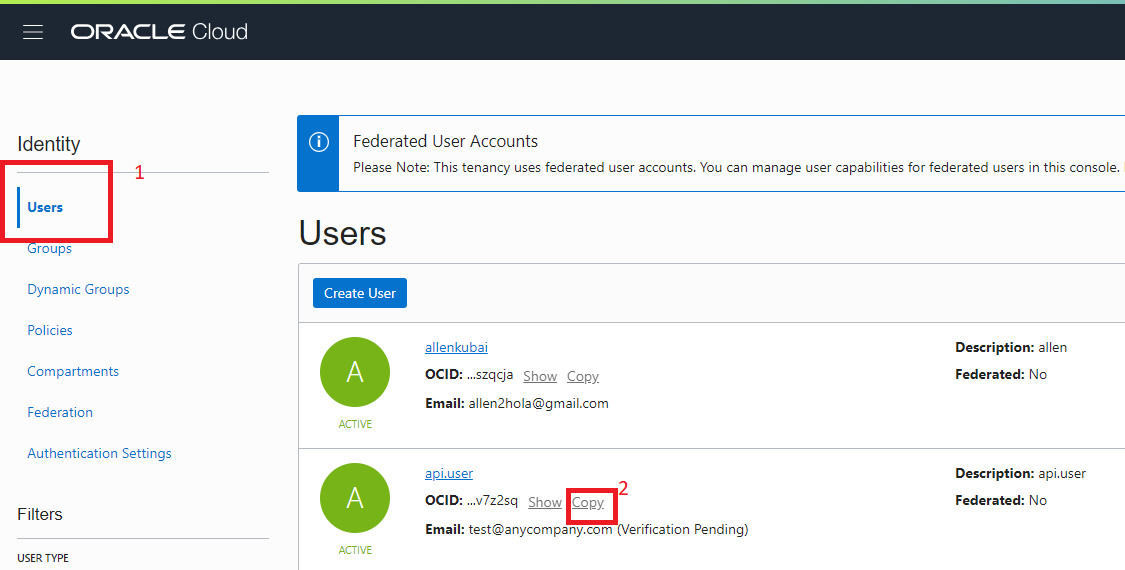 ORACLE Cloud
Identity
1
Users
Groups
Dynamic Groups
Policies
Compartments
Federation
Authentication Settings
Filters
USER TYPE
Federated User Accounts
Please Note: This tenancy uses federated user accounts. You can manage user capabilities for federated users in this console.
Users
Create User
A
ACTIVE
allenkubai
OCID: ...szqcja Show Copy
Email: allen2hola@gmail.com
Description: allen
Federated: No
A
ACTIVE
api.user
OCID: ...v7z2sq Show Copy
2
Email: test@anycompany.com (Verification Pending)
Description: api.user
Federated: No